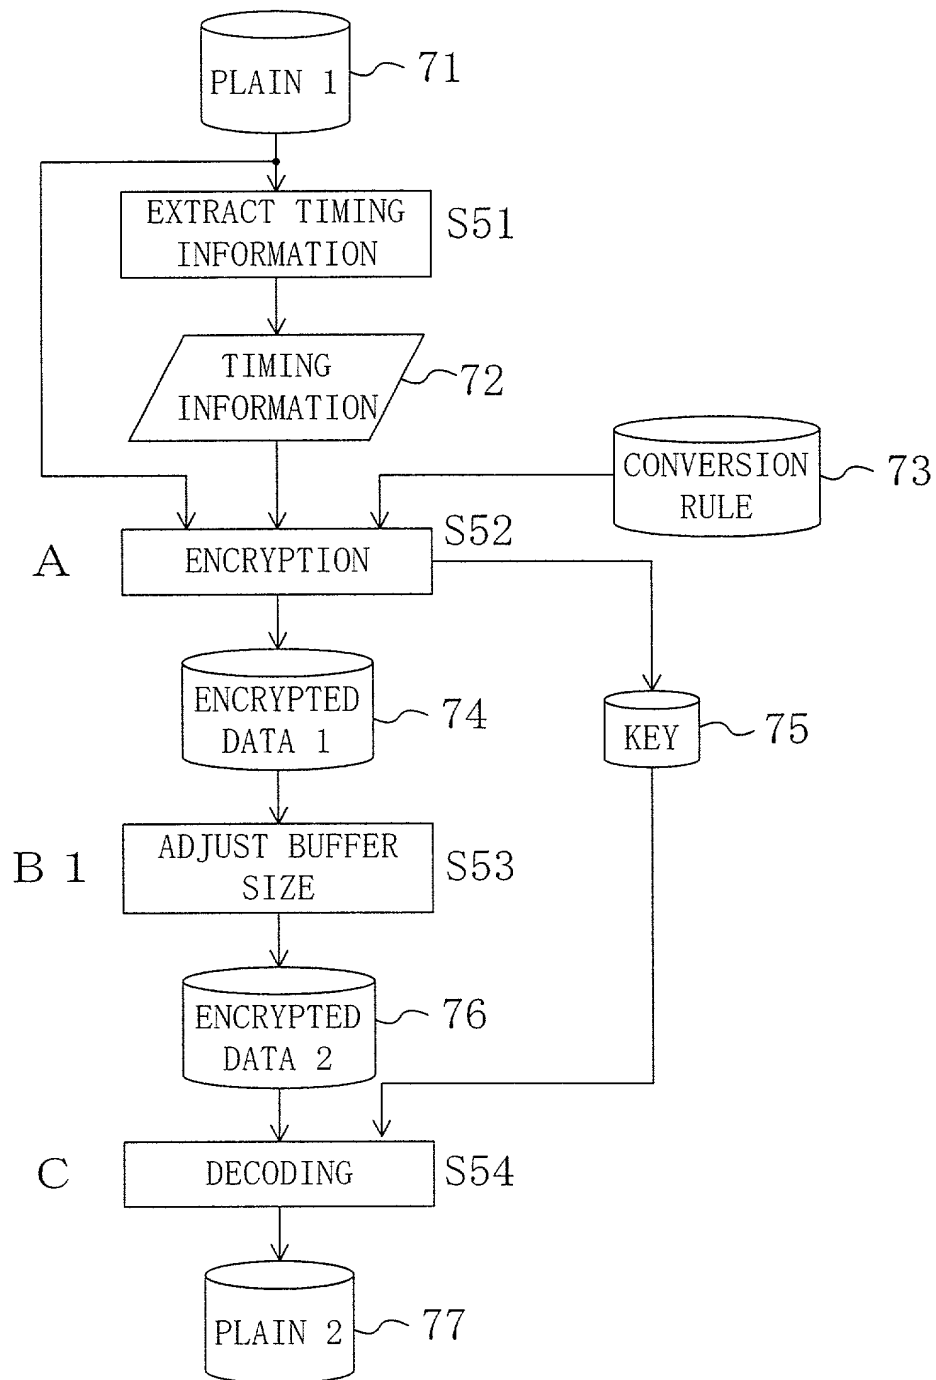 PLAIN 1
71
EXTRACT TIMING
INFORMATION
S51
TIMING
INFORMATION
72
CONVERSION
RULE
73
A
ENCRYPTION
S52
ENCRYPTED
DATA 1
74
KEY
75
B 1
ADJUST BUFFER
SIZE
S53
ENCRYPTED
DATA 2
76
C
DECODING
S54
PLAIN 2
77